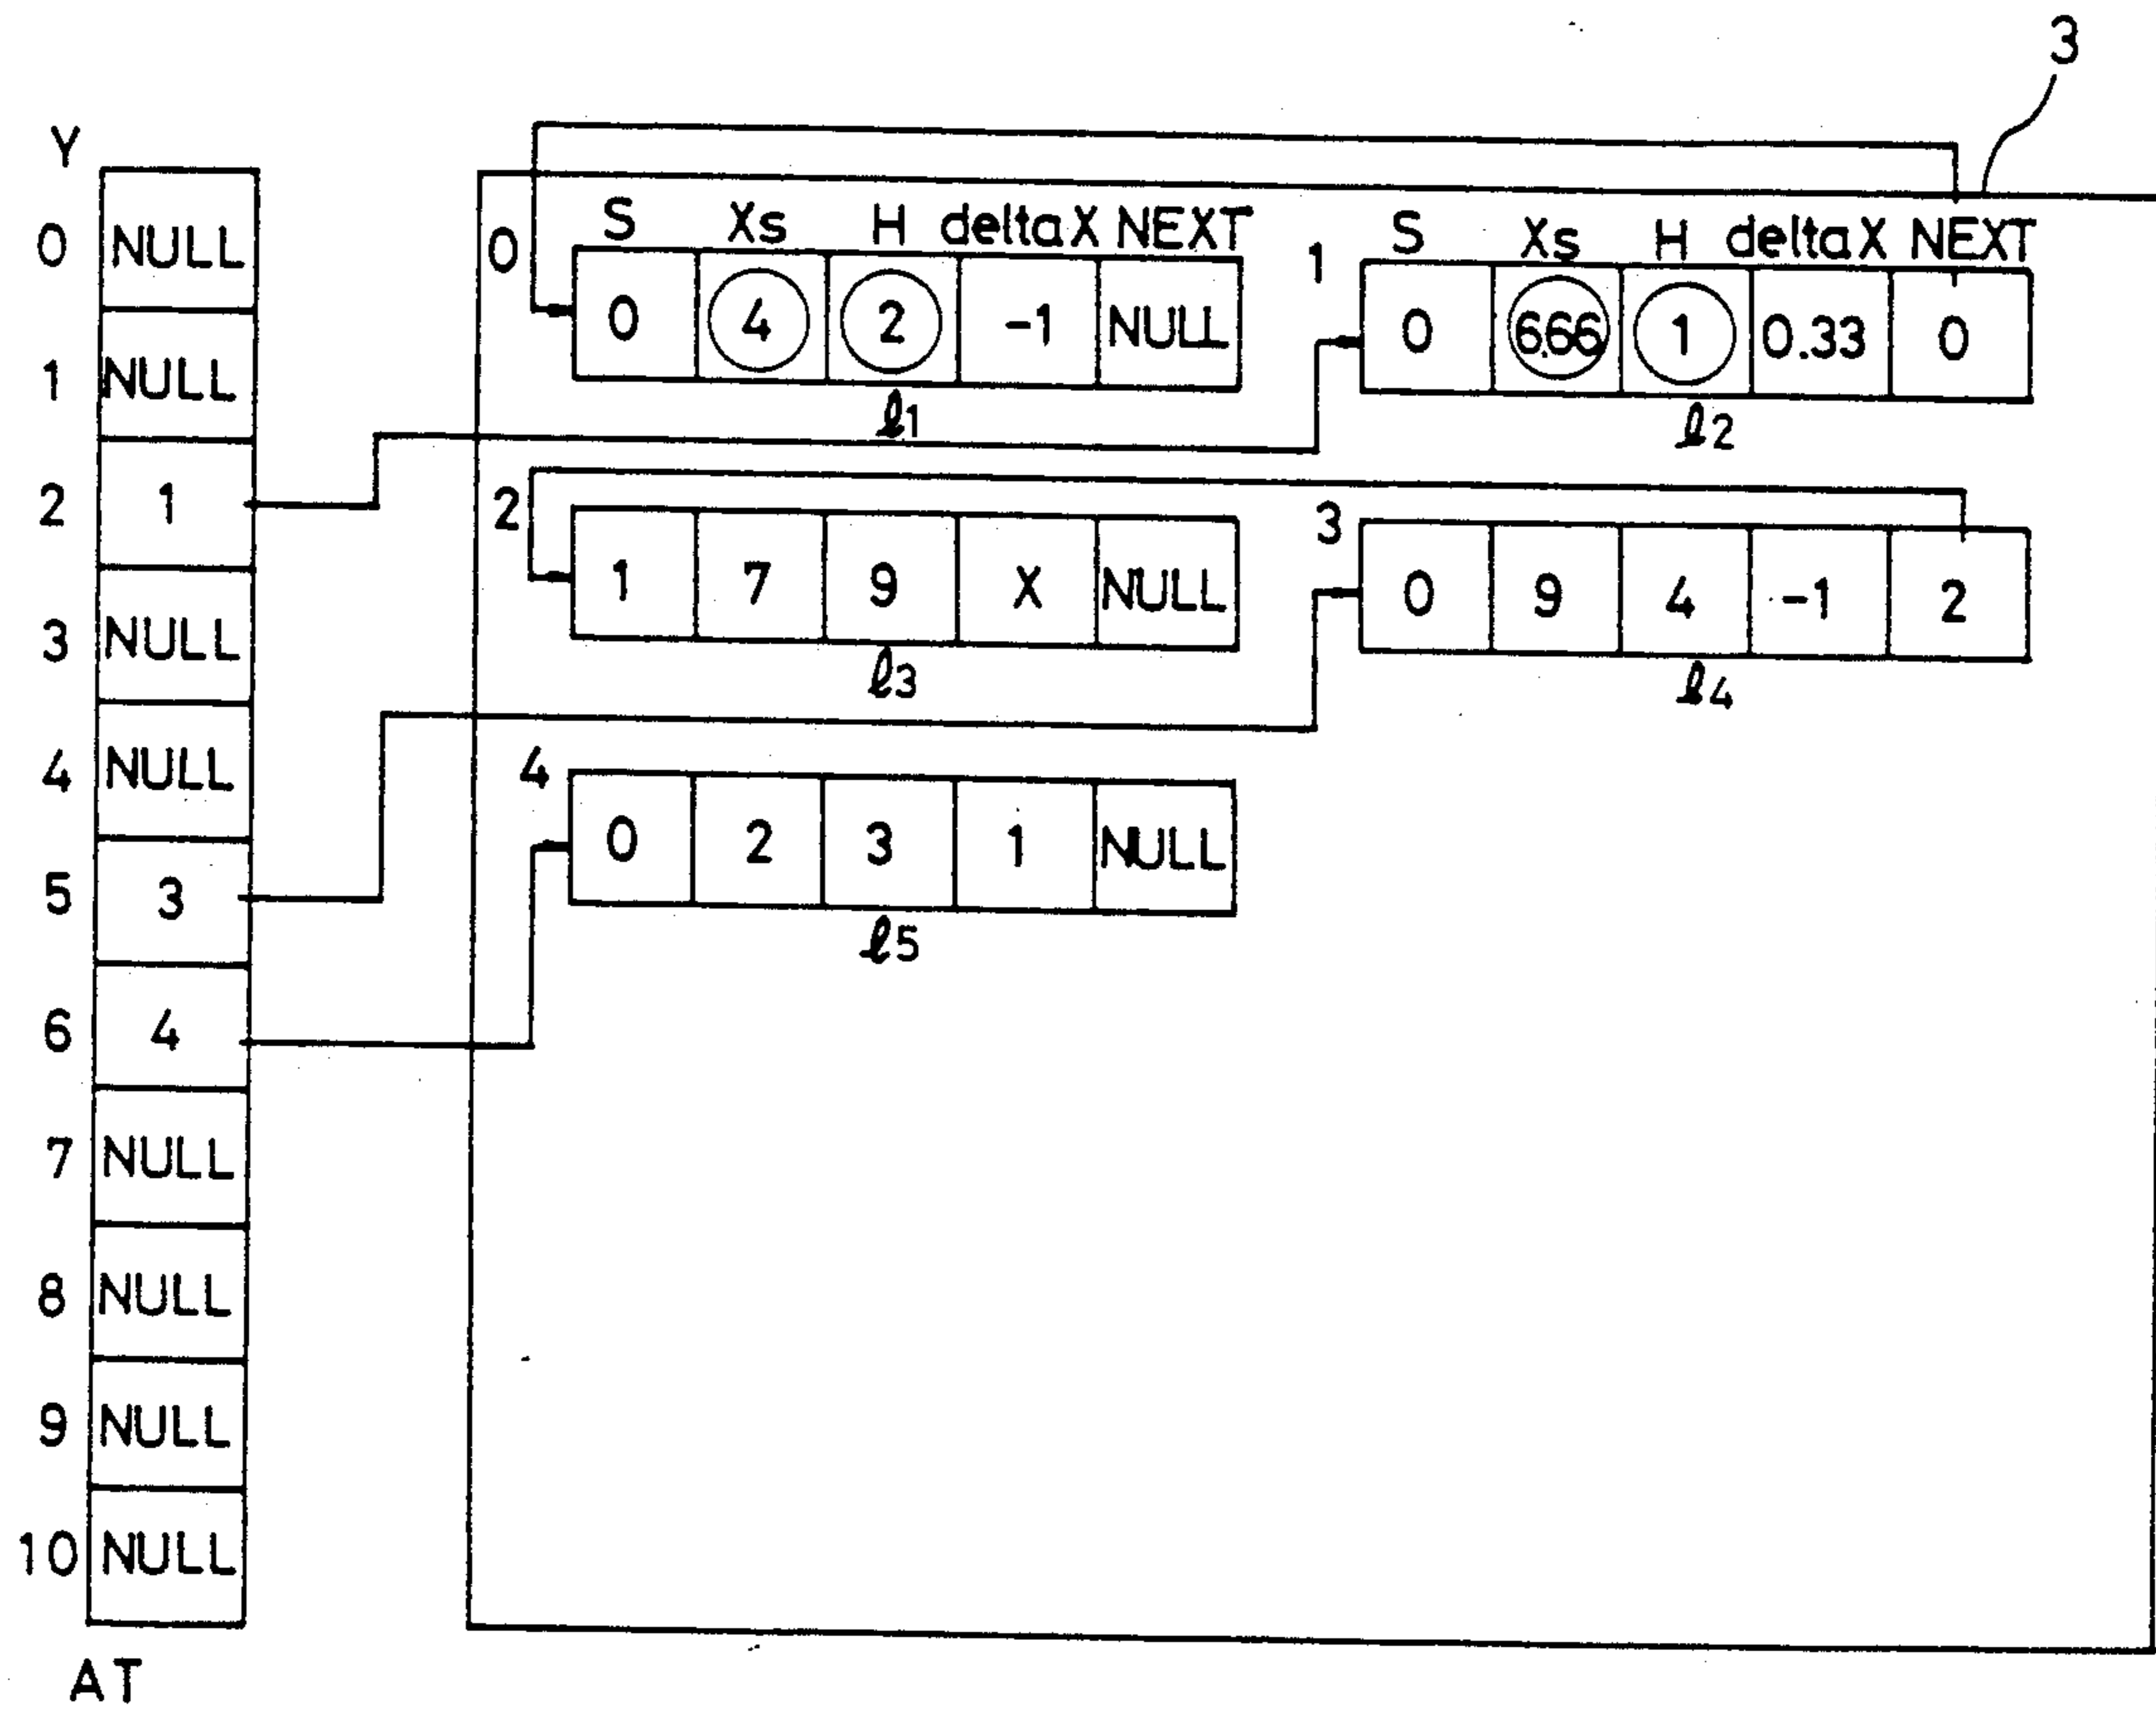 3
Y
0 NULL
1 NULL
2 1
3 NULL
4 NULL
5 3
6 4
7 NULL
8 NULL
9 NULL
10 NULL
AT
0
S Xs H deltaX NEXT
0 4 2 -1 NULL
ℓ1
1
S Xs H deltaX NEXT
0 6.66 1 0.33 0
ℓ2
2
1 7 9 X NULL
ℓ3
3
0 9 4 -1 2
ℓ4
4
0 2 3 1 NULL
ℓ5